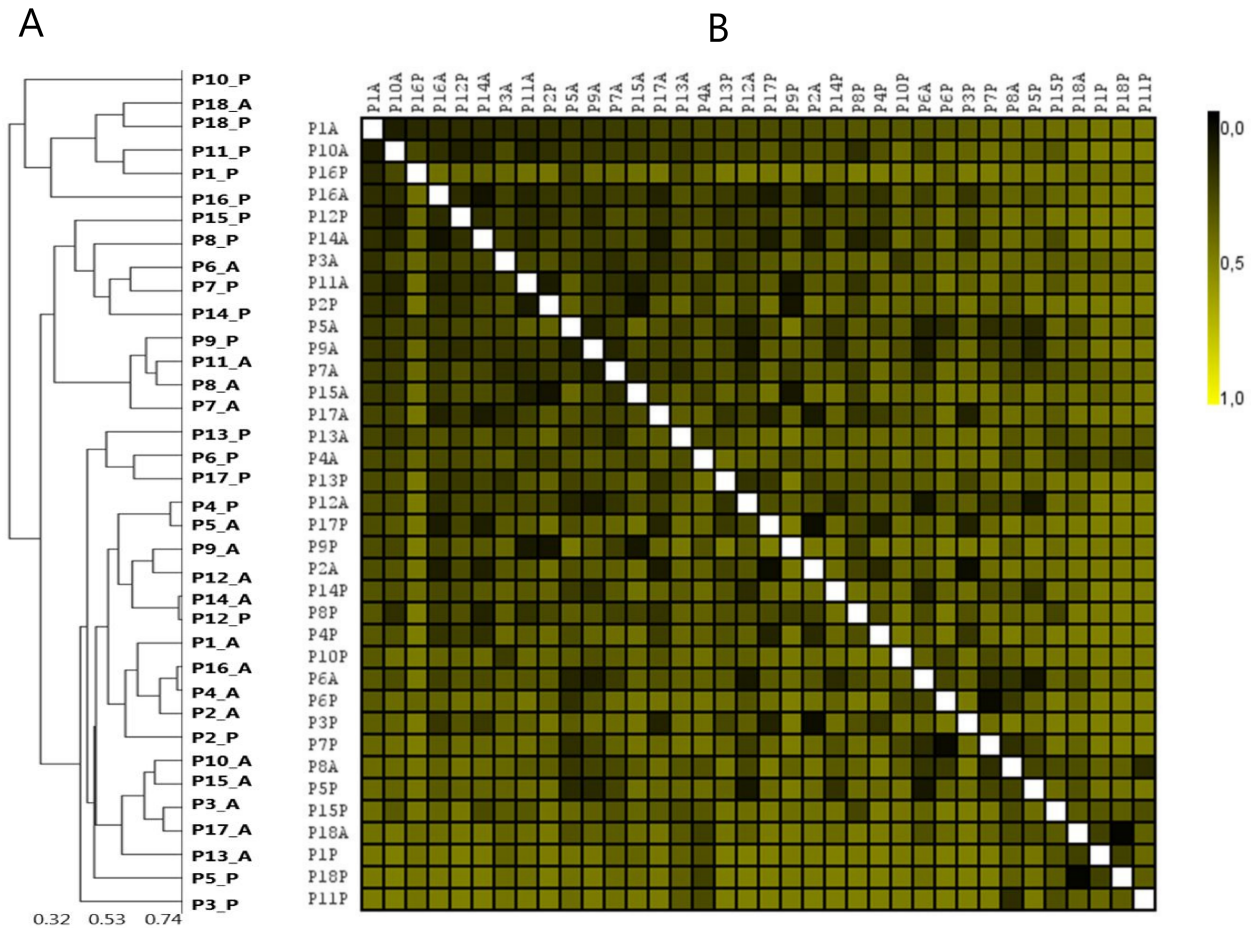 A
B
P10_P
P18_A
P18_P
P11_P
P1_P
P16_P
P15_P
P8_P
P6_A
P7_P
P14_P
P9_P
P11_A
P8_A
P7_A
P13_P
P6_P
P17_P
P4_P
P5_A
P9_A
P12_A
P14_A
P12_P
P1_A
P16_A
P4_A
P2_A
P2_P
P10_A
P15_A
P3_A
P17_A
P13_A
P5_P
P3_P
0.32 0.53 0.74
P1A P10A P16P P16A P12P P14A P3A P11A P2P P5A P9A P7A P15A P17A P13A P4A P13P P12A P17P P9P P2A P14P P8P P4P P10P P6A P6P P3P P7P P8A P5P P15P P18A P1P P18P P11P
P1A
P10A
P16P
P16A
P12P
P14A
P3A
P11A
P2P
P5A
P9A
P7A
P15A
P17A
P13A
P4A
P13P
P12A
P17P
P9P
P2A
P14P
P8P
P4P
P10P
P6A
P6P
P3P
P7P
P8A
P5P
P15P
P18A
P1P
P18P
P11P
0,0
0,5
1,0